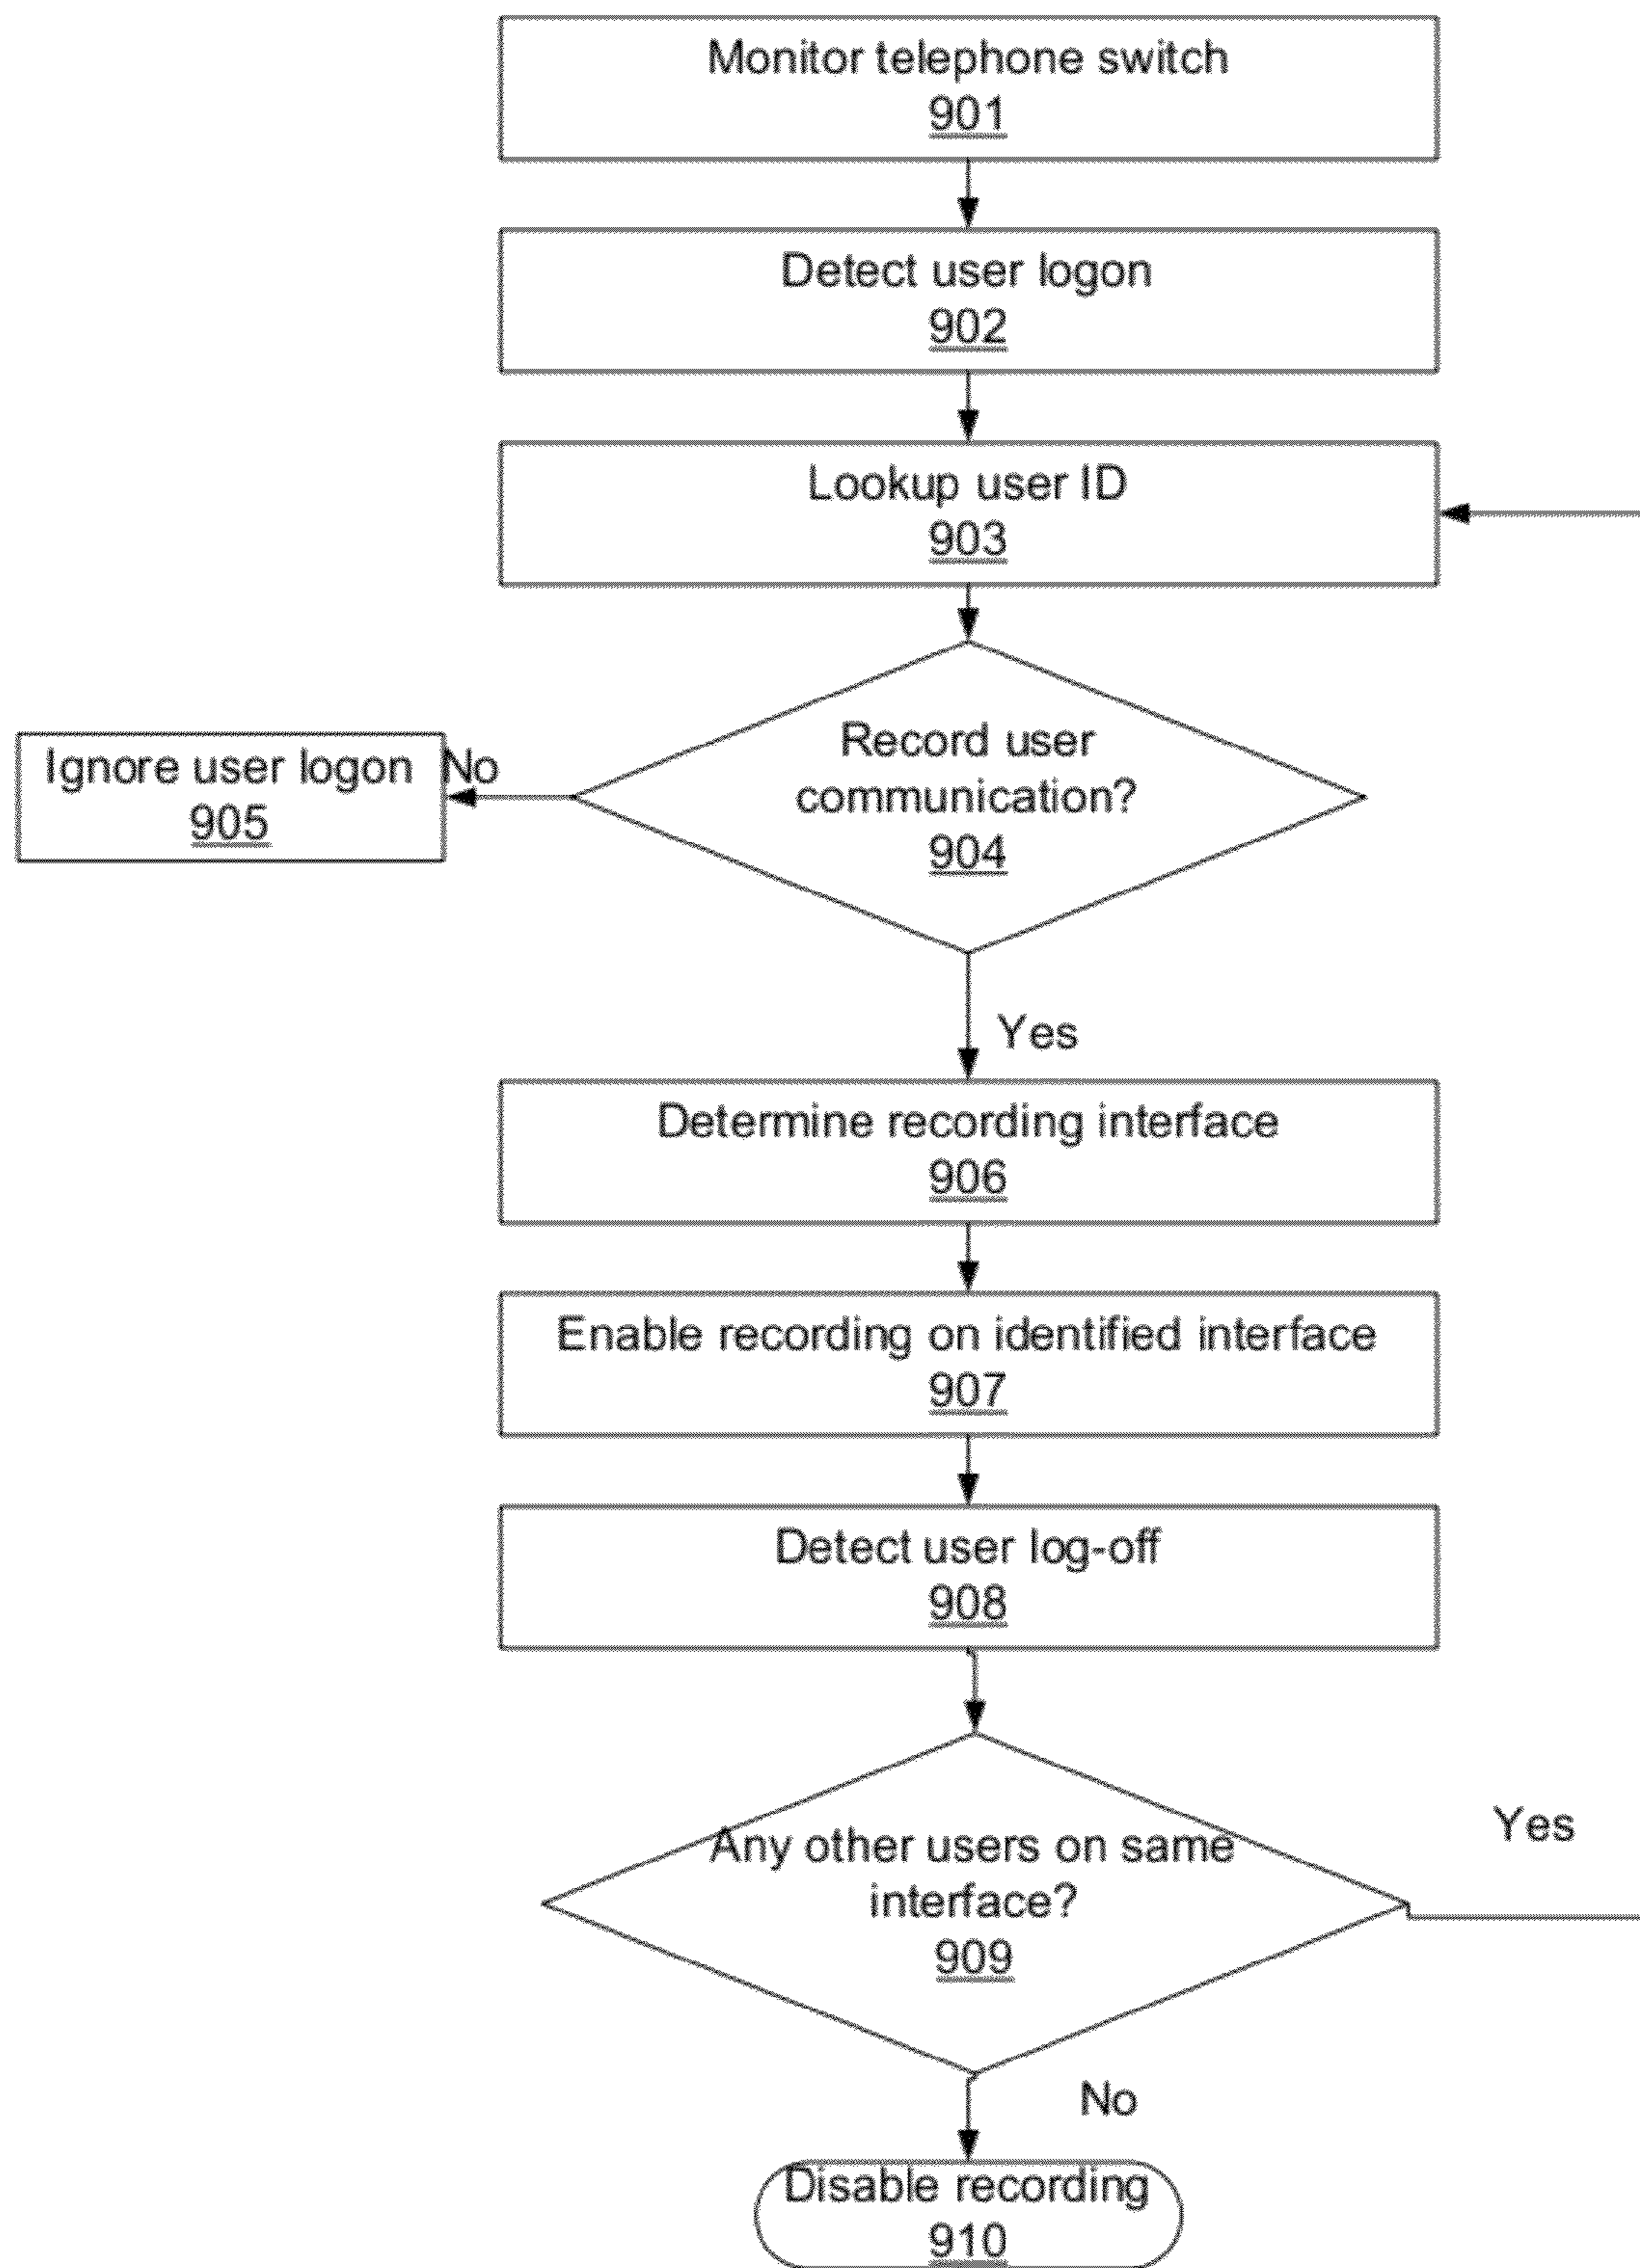 Monitor telephone switch
901
Detect user logon
902
Lookup user ID
903
Record user
communication?
904
No
Ignore user logon
905
Yes
Determine recording interface
906
Enable recording on identified interface
907
Detect user log-off
908
Any other users on same
interface?
909
Yes
No
Disable recording
910